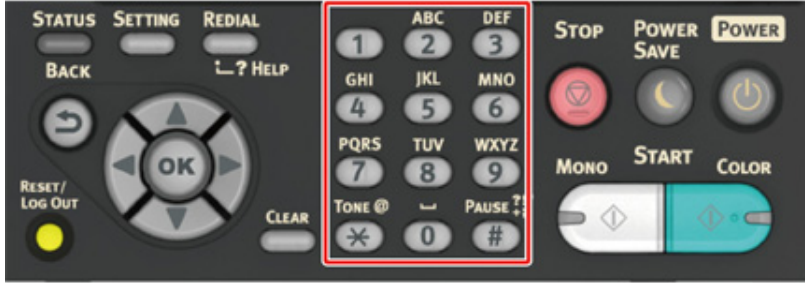 STATUS SETTING REDIAL
BACK ? HELP
OK
RESET/
LOG OUT
CLEAR
ABC DEF
1 2 3
GHI JKL MNO
4 5 6
PQRS TUV WXYZ
7 8 9
TONE @ ␣ PAUSE
* 0 #
STOP POWER SAVE POWER
MONO START COLOR